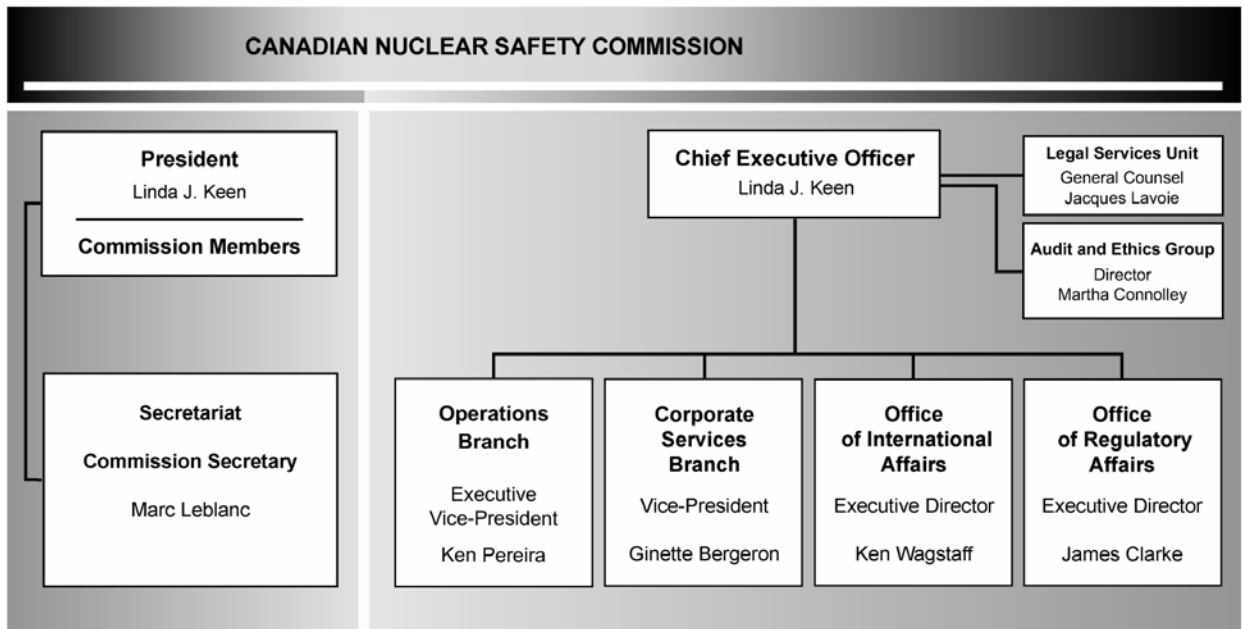 CANADIAN NUCLEAR SAFETY COMMISSION
President
Linda J. Keen
Commission Members
Secretariat
Commission Secretary
Marc Leblanc
Chief Executive Officer
Linda J. Keen
Legal Services Unit
General Counsel
Jacques Lavoie
Audit and Ethics Group
Director
Martha Connolley
Operations
Branch
Executive
Vice-President
Ken Pereira
Corporate
Services
Branch
Vice-President
Ginette Bergeron
Office
of International
Affairs
Executive Director
Ken Wagstaff
Office
of Regulatory
Affairs
Executive Director
James Clarke